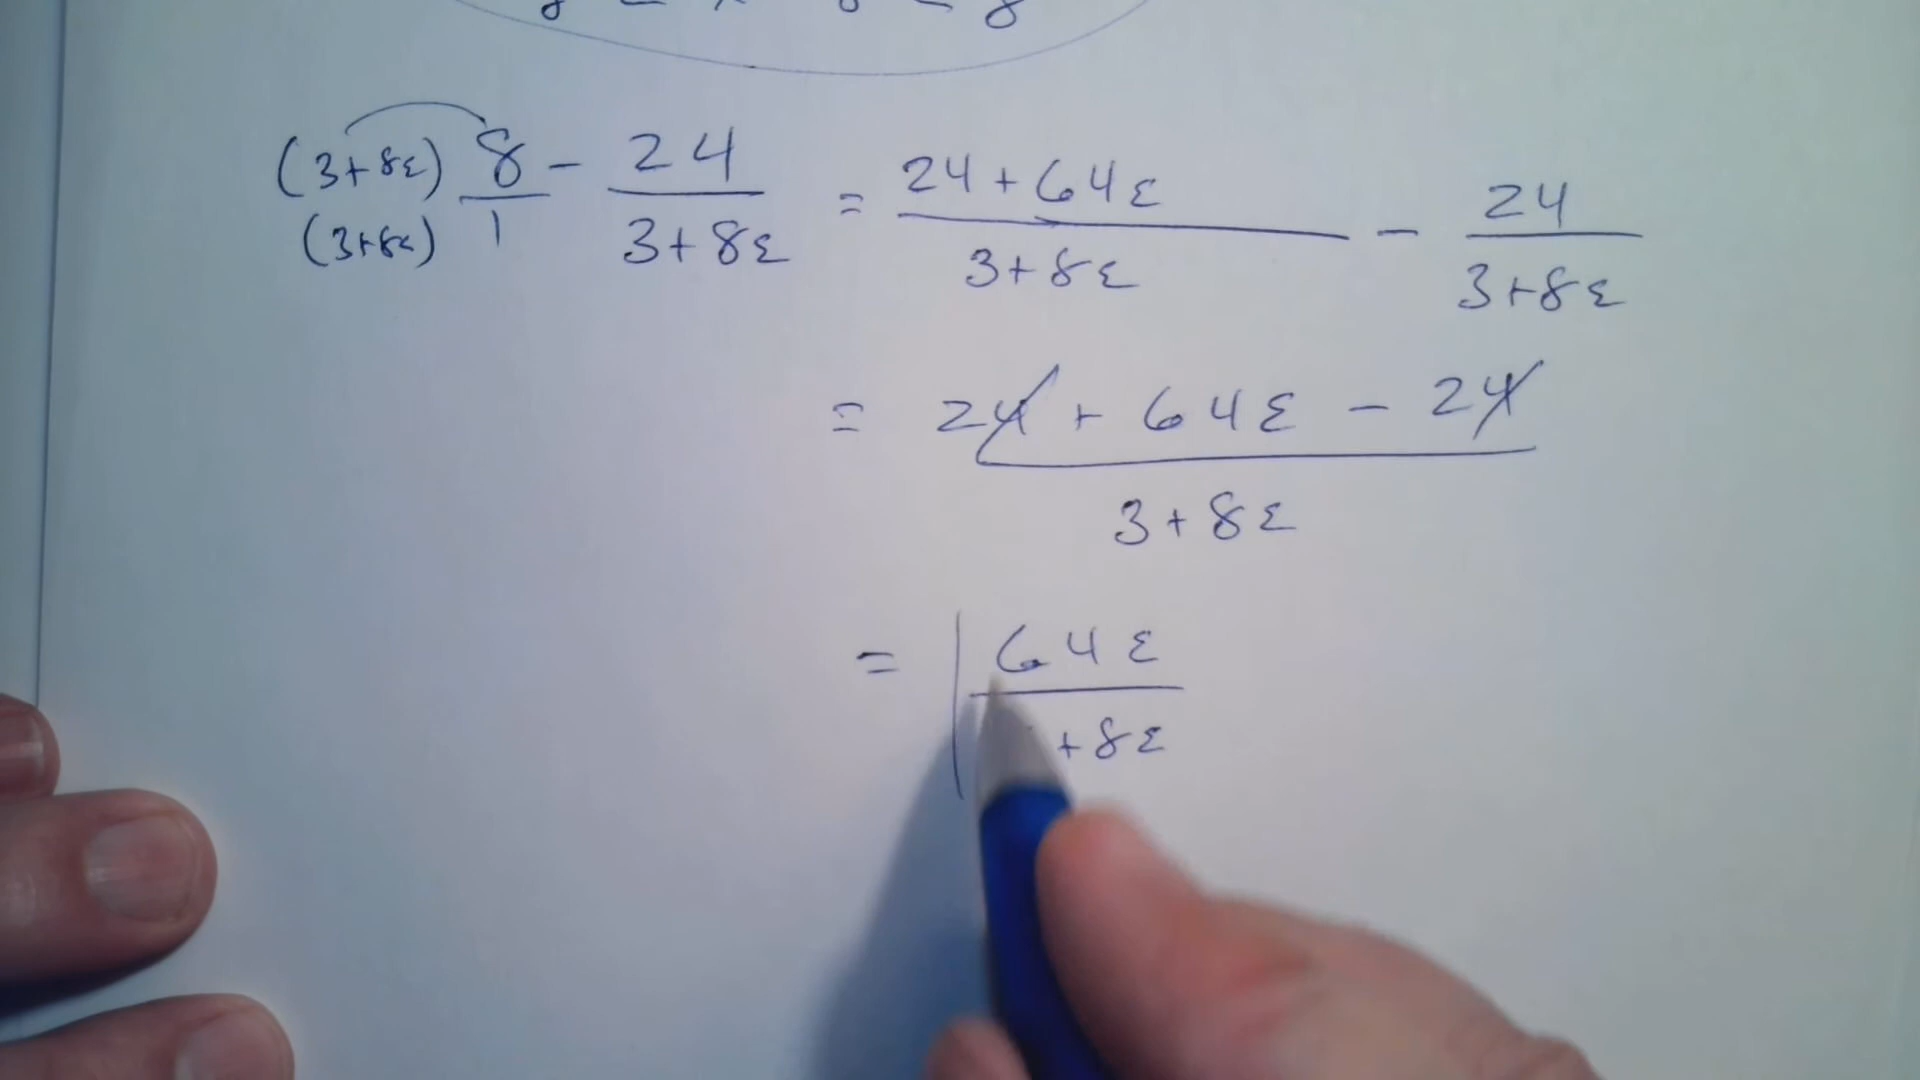 (3+8ε)/(3+8ε) 8/1 - 24/(3+8ε) = (24+64ε)/(3+8ε) - 24/(3+8ε)
= (24 + 64ε - 24)/(3+8ε)
= | 64ε/(+8ε)